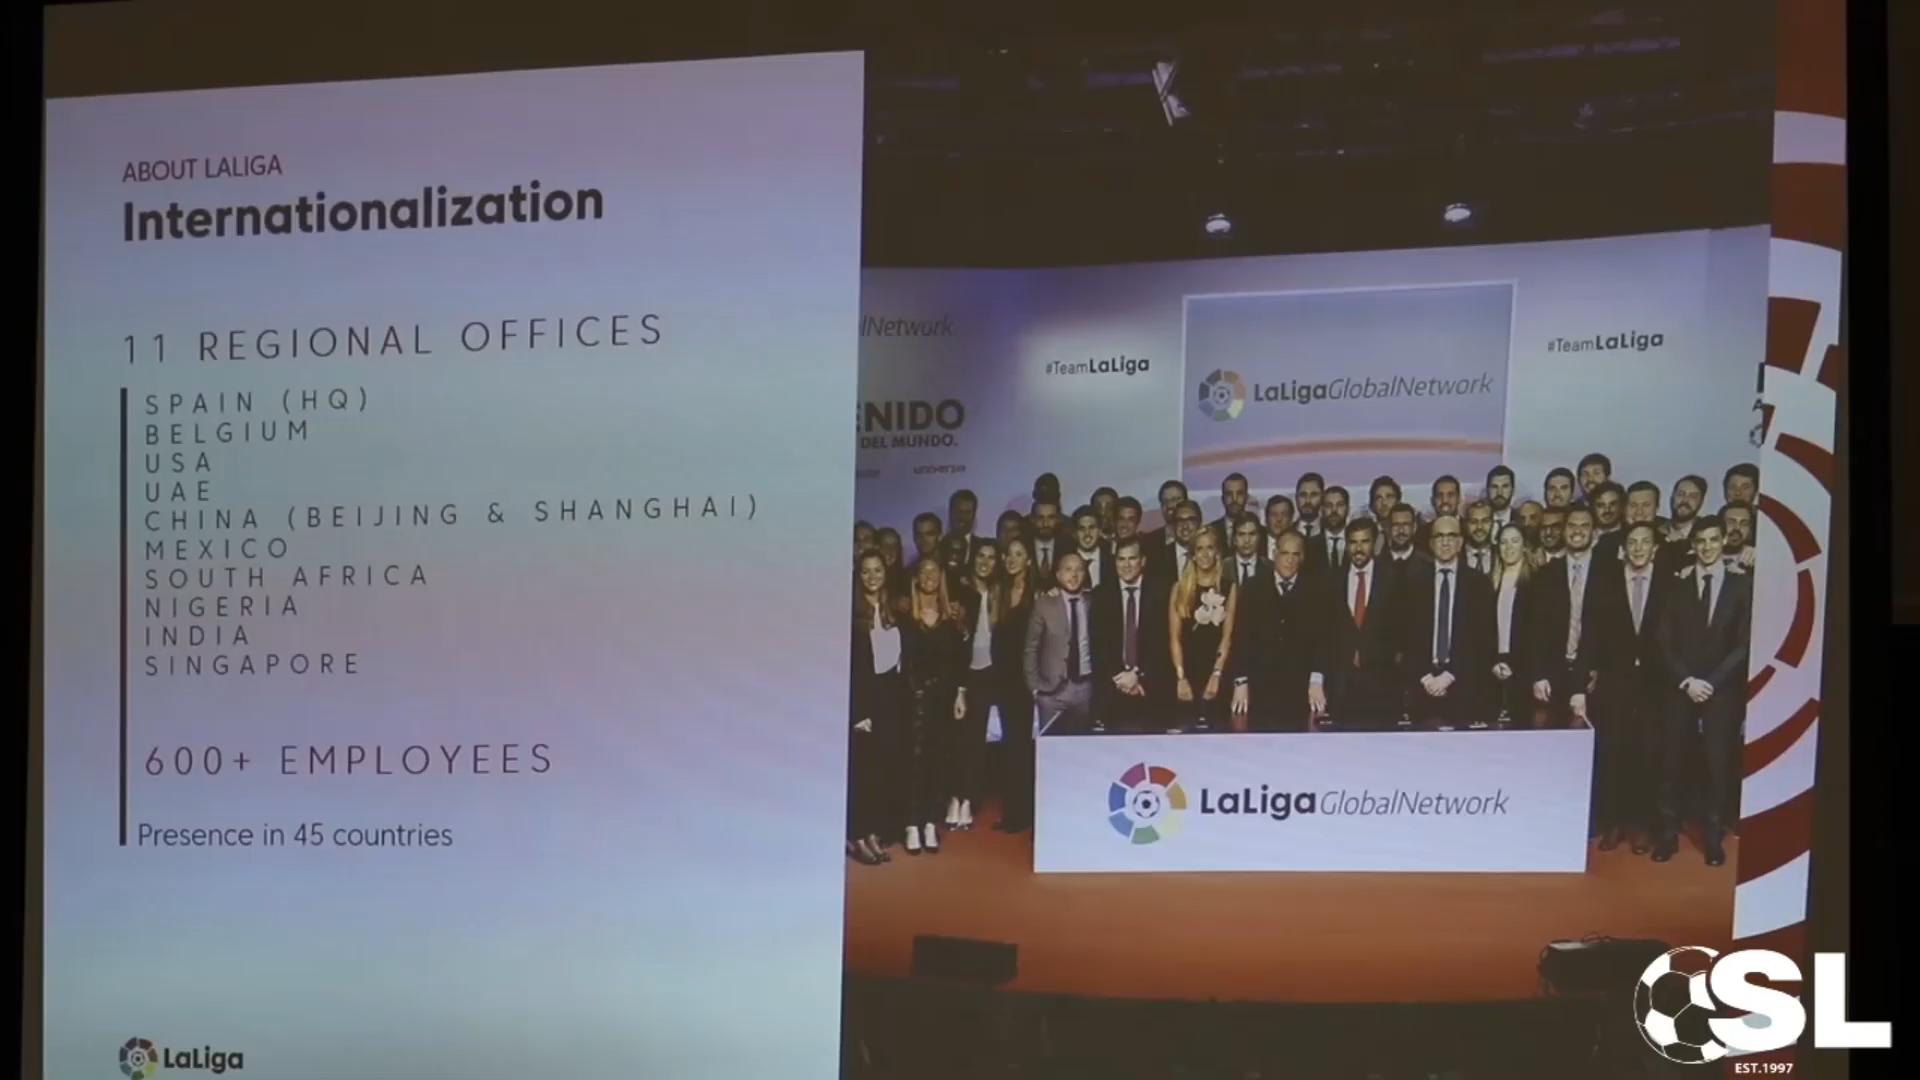 ABOUT LALIGA
Internationalization
11 REGIONAL OFFICES
SPAIN (HQ)
BELGIUM
USA
UAE
CHINA (BEIJING & SHANGHAI)
MEXICO
SOUTH AFRICA
NIGERIA
INDIA
SINGAPORE
600+ EMPLOYEES
Presence in 45 countries
LaLiga
lNetwork
ENIDO
DEL MUNDO.
universia
#TeamLaLiga
LaLigaGlobalNetwork
#TeamLaLiga
LaLigaGlobalNetwork
SL
EST.1997